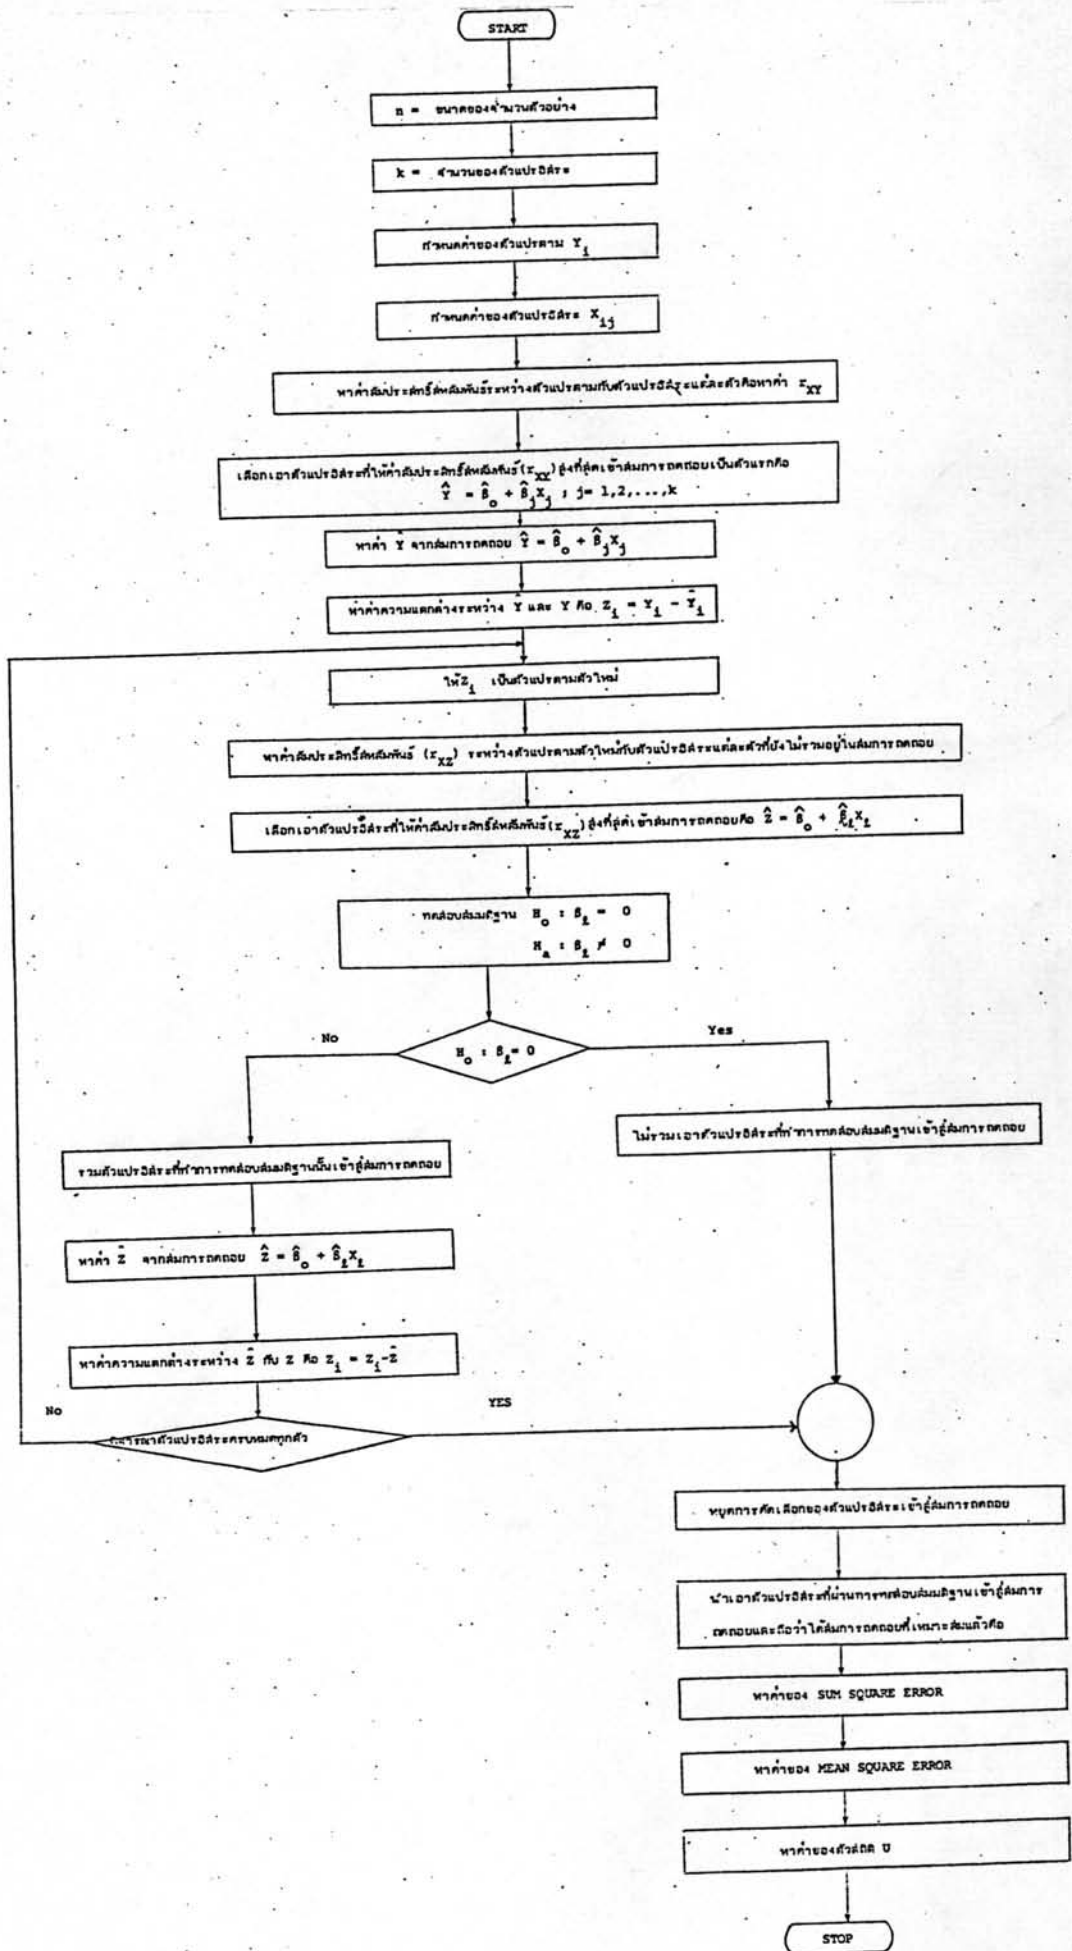 START
n = ขนาดของจำนวนตัวอย่าง
k = จำนวนของตัวแปรอิสระ
กำหนดค่าของตัวแปรตาม Y_i
กำหนดค่าของตัวแปรอิสระ X_ij
หาค่าสัมประสิทธิ์สหสัมพันธ์ระหว่างตัวแปรตามกับตัวแปรอิสระแต่ละตัวคือหาค่า r_XY
เลือกเอาตัวแปรอิสระที่ให้ค่าสัมประสิทธิ์สหสัมพันธ์(r_XY)สูงที่สุดเข้าสมการถดถอยเป็นตัวแรกคือ
Ŷ = β̂_o + β̂_j X_j ; j= 1,2,...,k
หาค่า Ŷ จากสมการถดถอย Ŷ = β̂_o + β̂_j X_j
หาค่าความแตกต่างระหว่าง Ŷ และ Y คือ Z_i = Y_i - Ŷ_i
ให้Z_i เป็นตัวแปรตามตัวใหม่
หาค่าสัมประสิทธิ์สหสัมพันธ์ (r_XZ) ระหว่างตัวแปรตามตัวใหม่กับตัวแปรอิสระแต่ละตัวที่ยังไม่รวมอยู่ในสมการถดถอย
เลือกเอาตัวแปรอิสระที่ให้ค่าสัมประสิทธิ์สหสัมพันธ์(r_XZ)สูงที่สุดเข้าสมการถดถอยคือ Ẑ = β̂_o + β̂_ℓ X_ℓ
ทดสอบสมมติฐาน H_o : β_ℓ = 0
H_a : β_ℓ ≠ 0
No
Yes
H_o : β_ℓ = 0
ไม่รวมเอาตัวแปรอิสระที่ทำการทดสอบสมมติฐานเข้าสู่สมการถดถอย
รวมตัวแปรอิสระที่ทำการทดสอบสมมติฐานนั้นเข้าสู่สมการถดถอย
หาค่า Ẑ จากสมการถดถอย Ẑ = β̂_o + β̂_ℓ X_ℓ
หาค่าความแตกต่างระหว่าง Ẑ กับ Z คือ Z_i = Z_i-Ẑ
No
YES
พิจารณาตัวแปรอิสระครบหมดทุกตัว
หยุดการคัดเลือกของตัวแปรอิสระเข้าสู่สมการถดถอย
นำเอาตัวแปรอิสระที่ผ่านการทดสอบสมมติฐานเข้าสู่สมการ
ถดถอยและถือว่าได้สมการถดถอยที่เหมาะสมแล้วคือ
หาค่าของ SUM SQUARE ERROR
หาค่าของ MEAN SQUARE ERROR
หาค่าของตัวสถิติ U
STOP